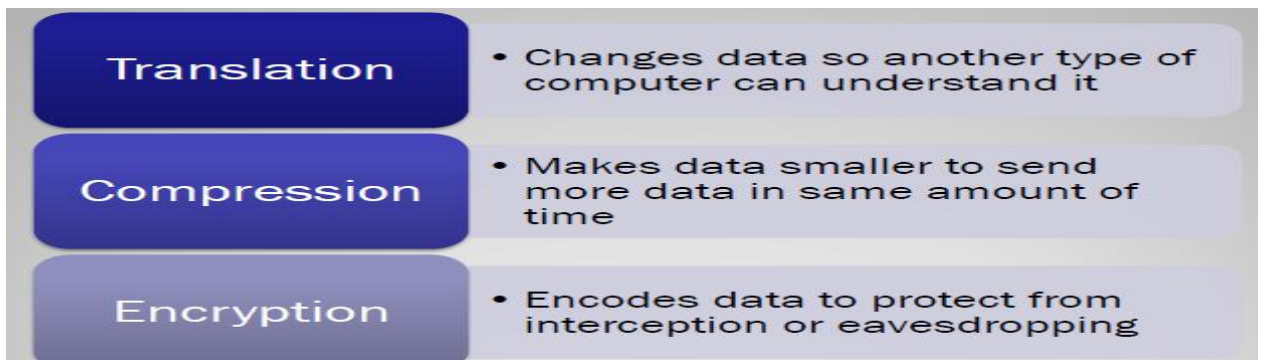 Translation
• Changes data so another type of
computer can understand it
Compression
• Makes data smaller to send
more data in same amount of
time
Encryption
• Encodes data to protect from
interception or eavesdropping